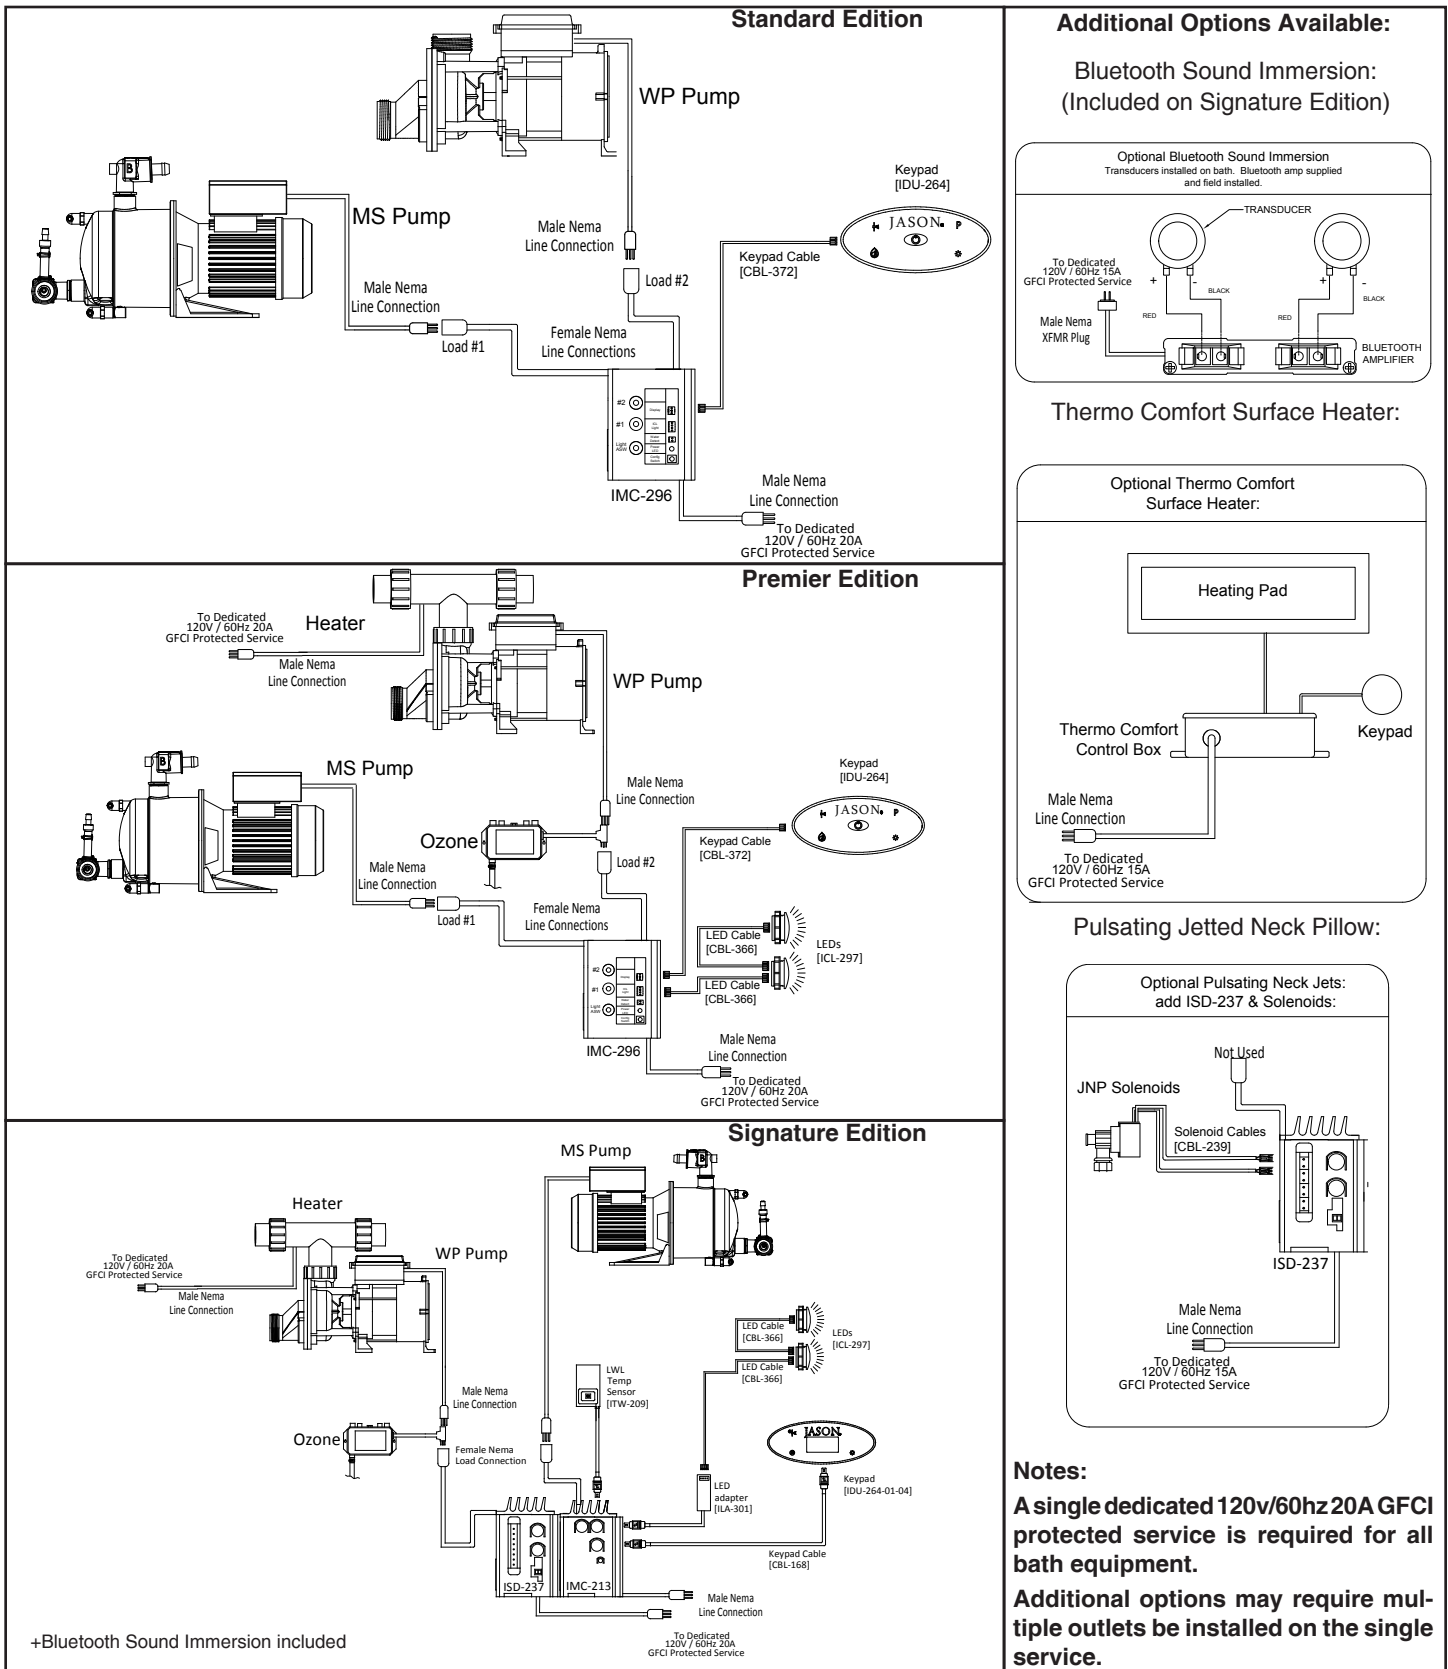 Standard Edition
WP Pump
MS Pump
Male Nema
Line Connection
Load #2
Male Nema
Line Connection
Load #1
Female Nema
Line Connections
Keypad
[IDU-264]
JASON
P
Keypad Cable
[CBL-372]
#2
#1
Light
ASW
Display
Power
LED
Config
Switch
IMC-296
Male Nema
Line Connection
To Dedicated
120V / 60Hz 20A
GFCI Protected Service
Premier Edition
To Dedicated
120V / 60Hz 20A
GFCI Protected Service
Heater
Male Nema
Line Connection
WP Pump
MS Pump
B
Male Nema
Line Connection
Ozone
Load #2
Male Nema
Line Connection
Load #1
Female Nema
Line Connections
Keypad
[IDU-264]
JASON
P
Keypad Cable
[CBL-372]
LED Cable
[CBL-366]
LEDs
[ICL-297]
LED Cable
[CBL-366]
#2
#1
Light
ASW
Display
IMC-296
Male Nema
Line Connection
To Dedicated
120V / 60Hz 20A
GFCI Protected Service
Signature Edition
MS Pump
Heater
WP Pump
To Dedicated
120V / 60Hz 20A
GFCI Protected Service
Male Nema
Line Connection
LED Cable
[CBL-366]
LEDs
[ICL-297]
LED Cable
[CBL-366]
LWL
Temp
Sensor
[ITW-209]
Male Nema
Line Connection
Ozone
Female Nema
Load Connection
JASON
LED
adapter
[ILA-301]
Keypad
[IDU-264-01-04]
Keypad Cable
[CBL-168]
ISD-237
IMC-213
Male Nema
Line Connection
To Dedicated
120V / 60Hz 20A
GFCI Protected Service
+Bluetooth Sound Immersion included
Additional Options Available:
Bluetooth Sound Immersion:
(Included on Signature Edition)
Optional Bluetooth Sound Immersion
Transducers installed on bath. Bluetooth amp supplied
and field installed.
TRANSDUCER
To Dedicated
120V / 60Hz 15A
GFCI Protected Service
+
-
BLACK
RED
+
-
BLACK
RED
Male Nema
XFMR Plug
BLUETOOTH
AMPLIFIER
Thermo Comfort Surface Heater:
Optional Thermo Comfort
Surface Heater:
Heating Pad
Thermo Comfort
Control Box
Keypad
Male Nema
Line Connection
To Dedicated
120V / 60Hz 15A
GFCI Protected Service
Pulsating Jetted Neck Pillow:
Optional Pulsating Neck Jets:
add ISD-237 & Solenoids:
Not Used
JNP Solenoids
Solenoid Cables
[CBL-239]
ISD-237
Male Nema
Line Connection
To Dedicated
120V / 60Hz 15A
GFCI Protected Service
Notes:
A single dedicated 120v/60hz 20A GFCI
protected service is required for all
bath equipment.
Additional options may require mul-
tiple outlets be installed on the single
service.